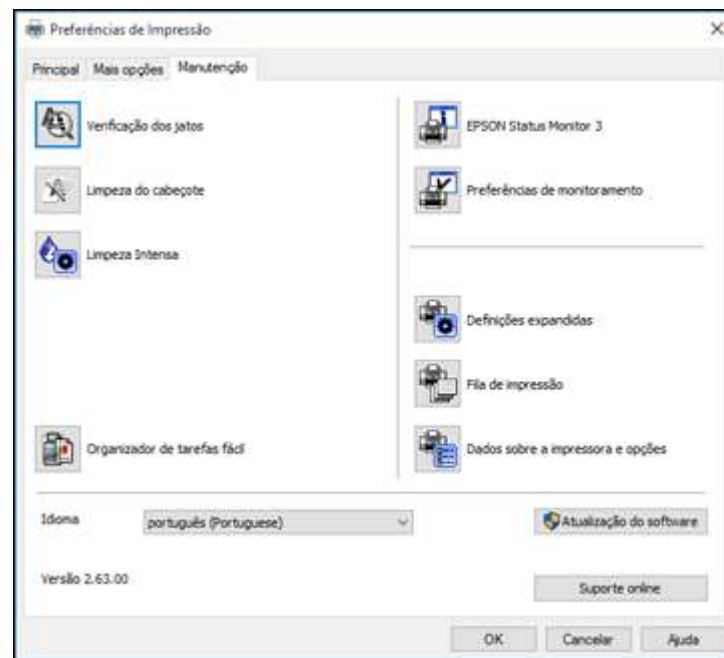 Preferências de Impressão
Principal Mais opções Manutenção
Verificação dos jatos
EPSON Status Monitor 3
Limpeza do cabeçote
Preferências de monitoramento
Limpeza Intensa
Definições expandidas
Fila de impressão
Organizador de tarefas fácil
Dados sobre a impressora e opções
Idioma
português (Portuguese)
Atualização do software
Versão 2.63.00
Suporte online
OK Cancelar Ajuda